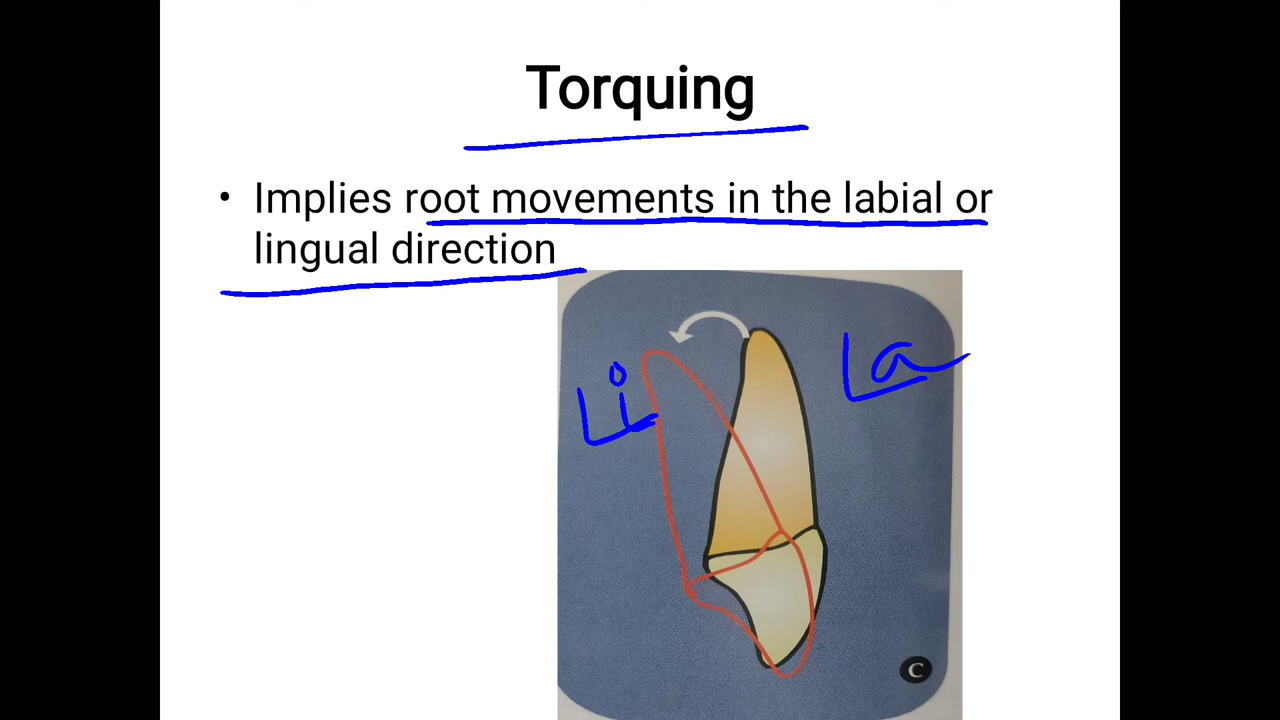 Torquing
• Implies root movements in the labial or
lingual direction
Li
La
C